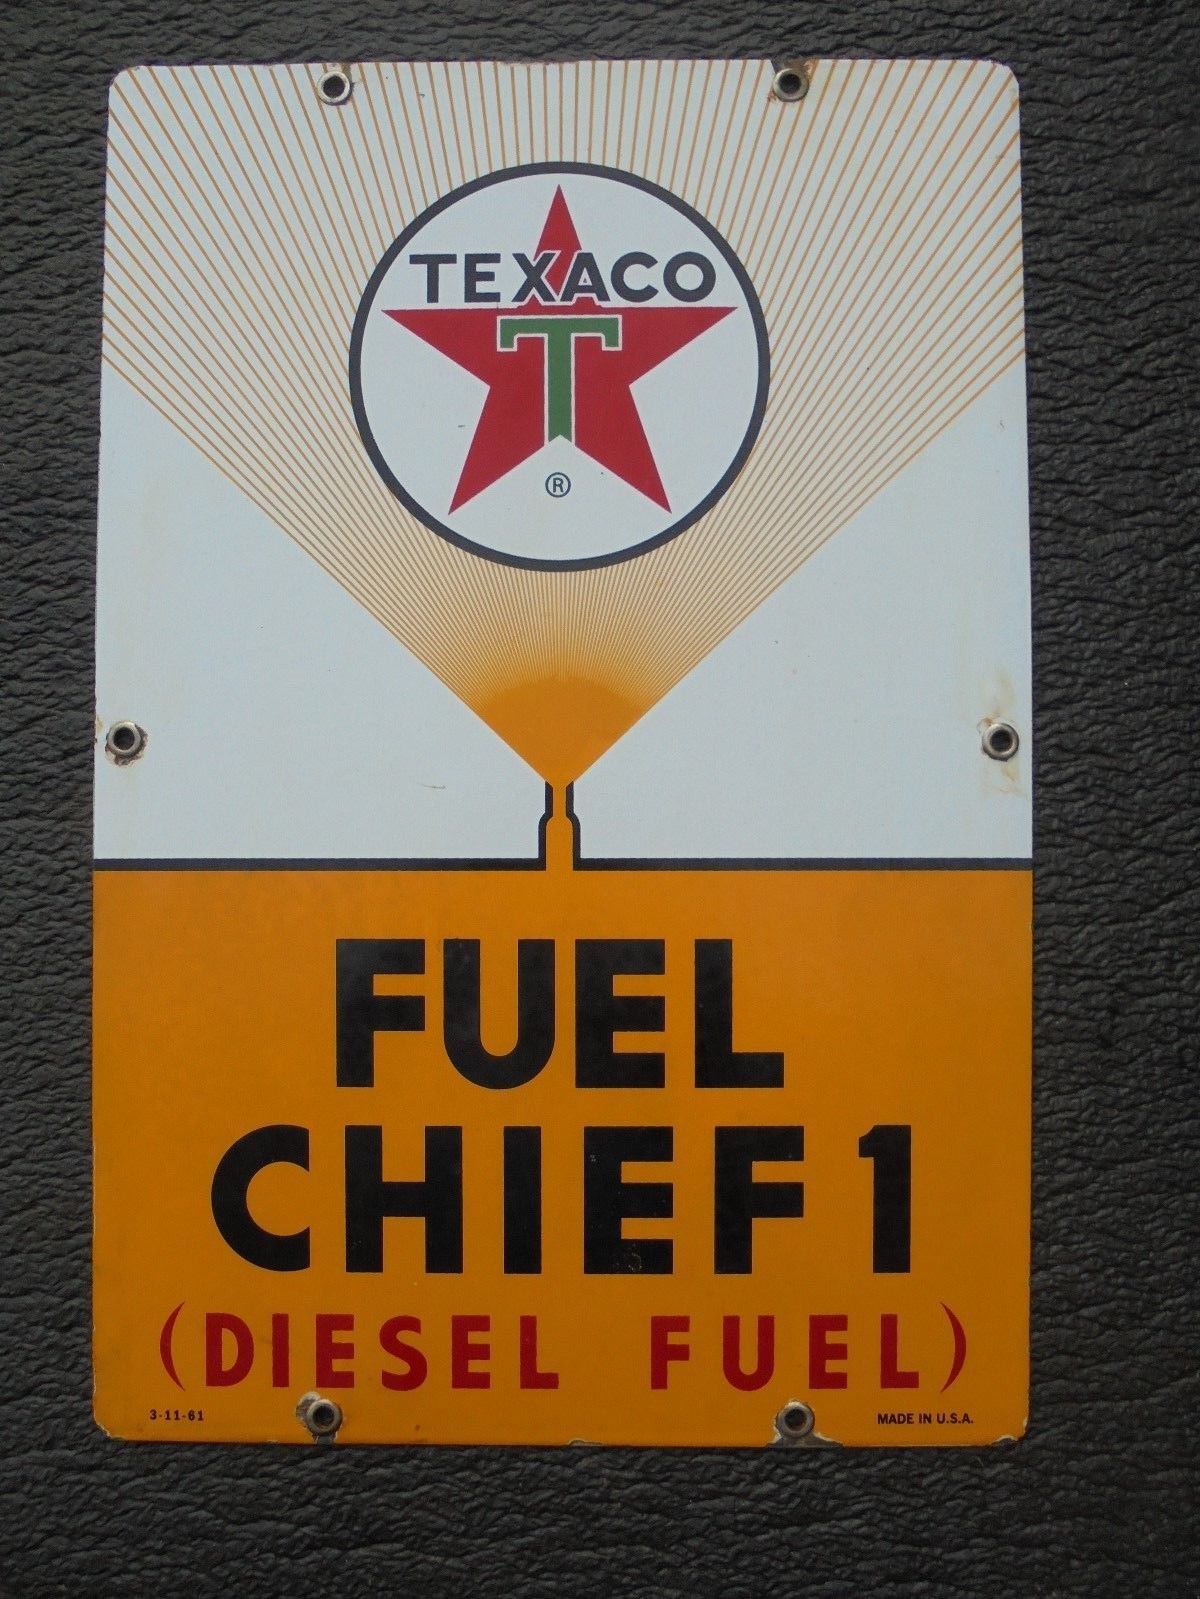 TEXACO
T
®
FUEL
CHIEF 1
(DIESEL FUEL)
3-11-61 MADE IN U.S.A.